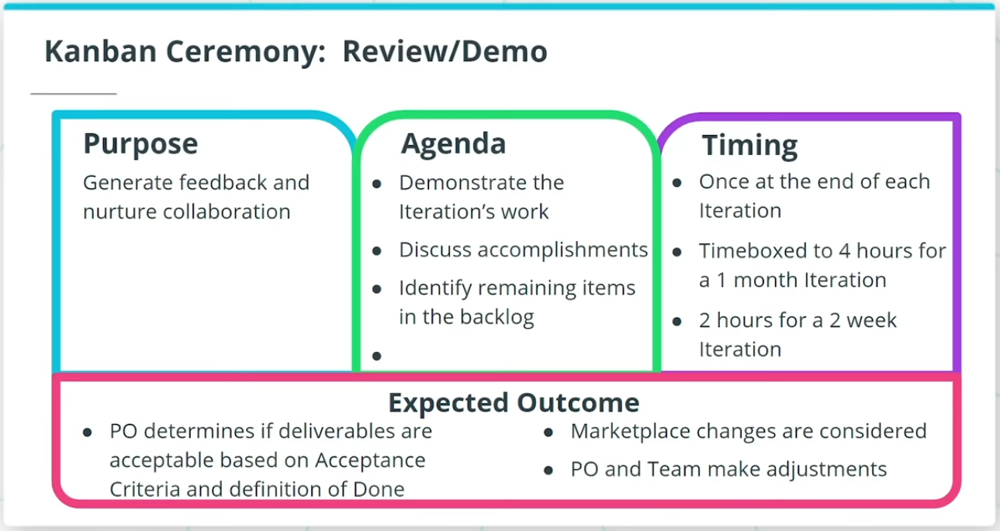 Kanban Ceremony:  Review/Demo
Purpose
Generate feedback and
nurture collaboration
Agenda
● Demonstrate the
Iteration’s work
● Discuss accomplishments
● Identify remaining items
in the backlog
●
Timing
● Once at the end of each
Iteration
● Timeboxed to 4 hours for
a 1 month Iteration
● 2 hours for a 2 week
Iteration
Expected Outcome
● PO determines if deliverables are
acceptable based on Acceptance
Criteria and definition of Done
● Marketplace changes are considered
● PO and Team make adjustments